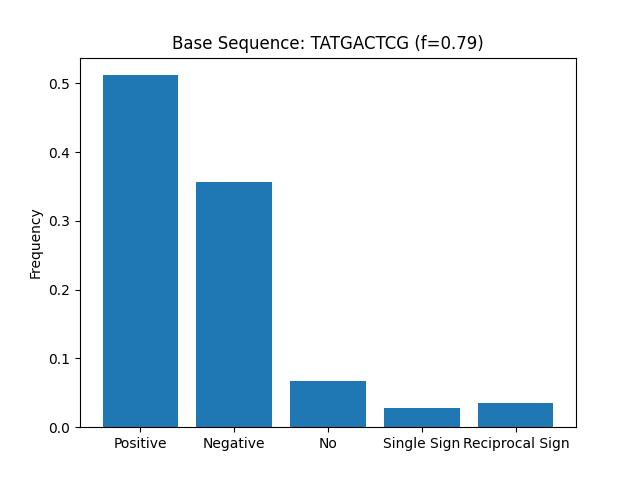 Base Sequence: TATGACTCG (f=0.79)
Frequency
0.5
0.4
0.3
0.2
0.1
0.0
Positive Negative No Single Sign Reciprocal Sign